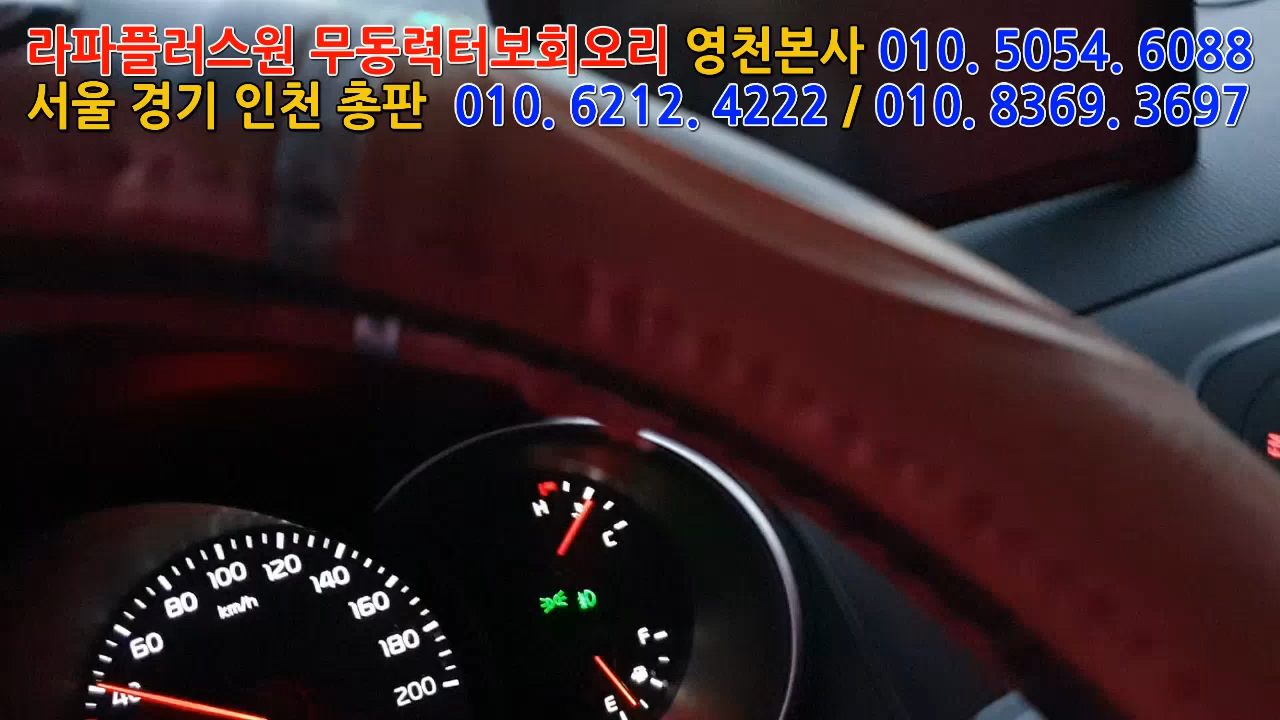 라파플러스원 무동력터보회오리 영천본사 010. 5054. 6088
서울 경기 인천 총판 010. 6212. 4222 / 010. 8369. 3697
H
C
40
60
80
100
120
140
160
180
200
km/h
F
E